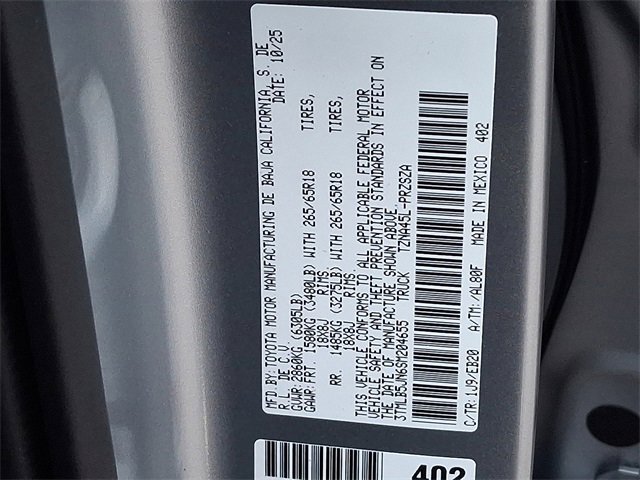 MFD.BY:TOYOTA MOTOR MANUFACTURING DE BAJA CALIFORNIA, S. DE
R.L. DE C.V. DATE: 10/25
GVWR: 2860KG (6305LB)
GAWR:FRT. 1580KG (3480LB) WITH 265/65R18 TIRES,
18X8J RIMS
RR. 1485KG (3275LB) WITH 265/65R18 TIRES,
18X8J RIMS
THIS VEHICLE CONFORMS TO ALL APPLICABLE FEDERAL MOTOR
VEHICLE SAFETY AND THEFT PREVENTION STANDARDS IN EFFECT ON
THE DATE OF MANUFACTURE SHOWN ABOVE.
3TMLB5JN6SM204655 TRUCK TZNA45L-PRZSZA
C/TR:1J9/EB20 A/TM:/AL80F MADE IN MEXICO 402
402